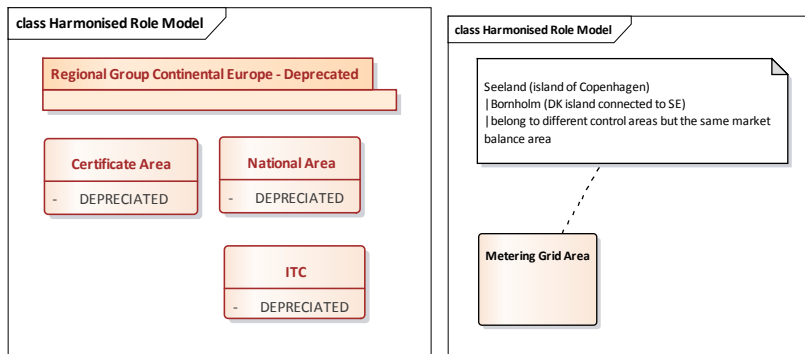 class Harmonised Role Model
Regional Group Continental Europe - Deprecated
Certificate Area
- DEPRECIATED
National Area
- DEPRECIATED
ITC
- DEPRECIATED
class Harmonised Role Model
Seeland (island of Copenhagen)
|Bornholm (DK island connected to SE)
|belong to different control areas but the same market
balance area
Metering Grid Area